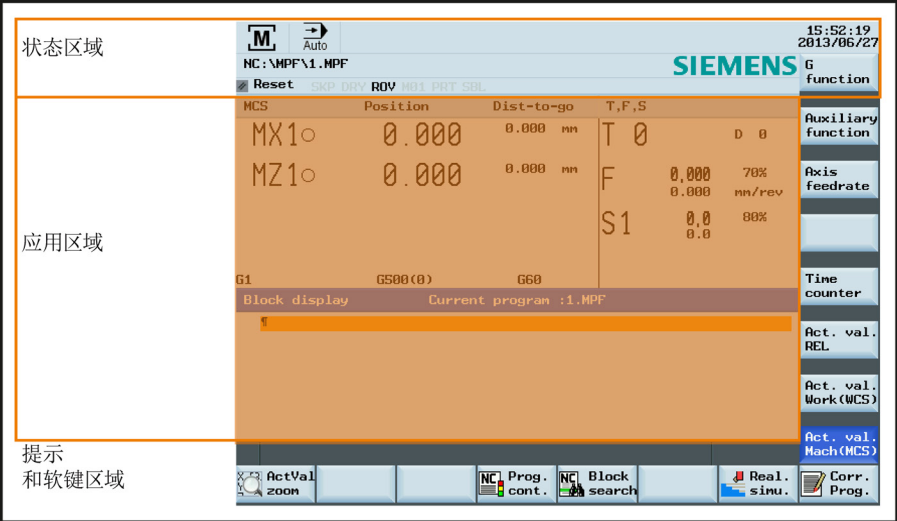 状态区域
M
Auto
15:52:19
2013/06/27
NC:\MPF\1.MPF
SIEMENS
Reset SKP DRY ROV M01 PRT SBL
G
function
MCS Position Dist-to-go T,F,S
MX1 0.000 0.000 mm T 0 D 0
Auxiliary
function
MZ1 0.000 0.000 mm F 0,000 70%
0.000 mm/rev
Axis
feedrate
S1 0,0 80%
0.0
应用区域
G1 G500(0) G60
Time
counter
Block display Current program :1.MPF
¶
Act. val.
REL
Act. val.
Work(WCS)
Act. val.
Mach(MCS)
提示
和软键区域
ActVal
zoom
NC Prog.
cont.
NC Block
search
Real.
simu.
Corr.
Prog.